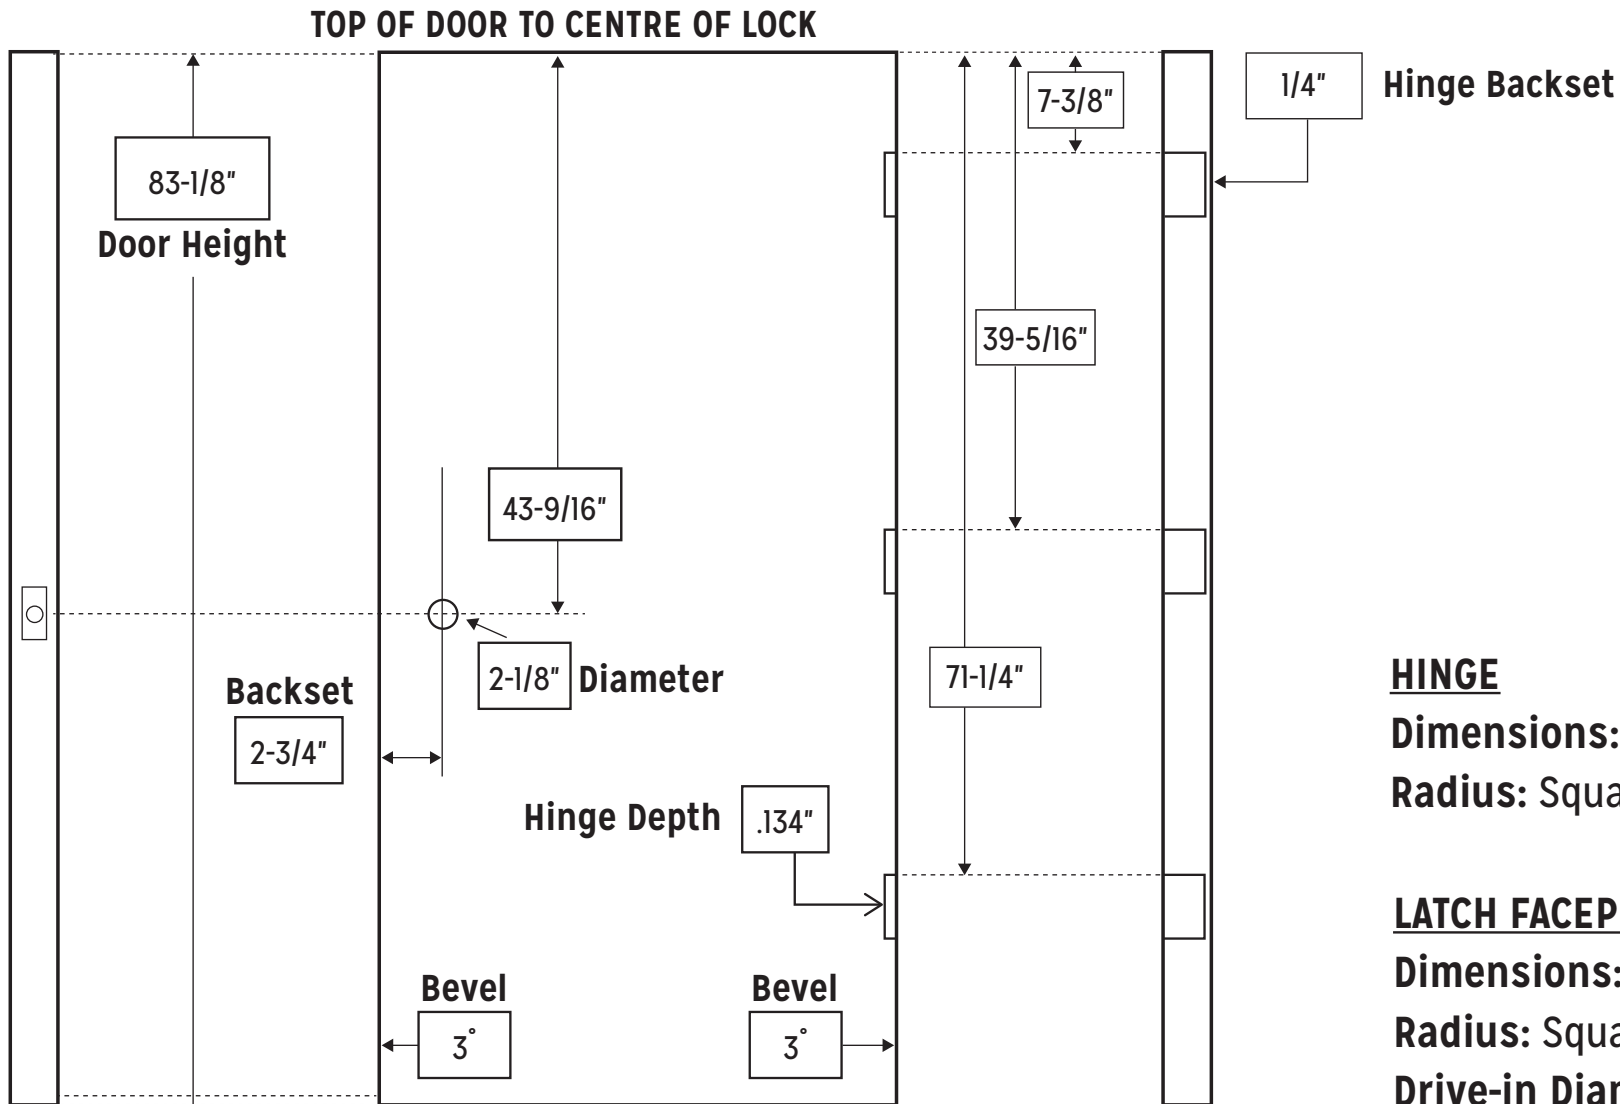 TOP OF DOOR TO CENTRE OF LOCK
7-3/8"
1/4" Hinge Backset
83-1/8"
Door Height
39-5/16"
43-9/16"
2-1/8" Diameter
71-1/4"
Backset
2-3/4"
Hinge Depth .134"
Bevel
3°
Bevel
3°
HINGE
Dimensions:
Radius:
LATCH
Dimensions:
Radius:
Drive-in